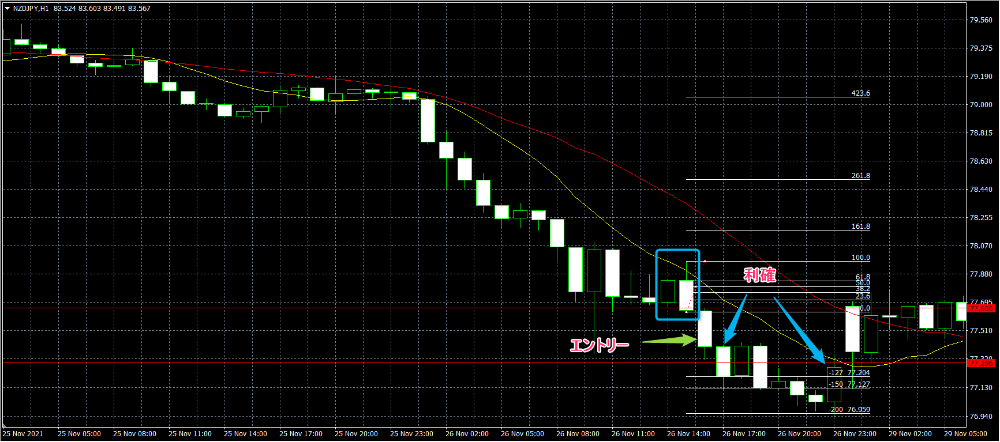 NZDJPY,H1 83.524 83.603 83.491 83.567
79.560
79.375
79.190
79.000
78.815
78.630
78.440
78.255
78.070
77.880
77.695
77.656
77.510
77.296
77.130
76.940
423.6
261.8
161.8
100.0
61.8
50.0
38.2
23.6
0.0
利確
エントリー
-127 77.204
-150 77.127
-200 76.959
25 Nov 2021
25 Nov 05:00
25 Nov 08:00
25 Nov 11:00
25 Nov 14:00
25 Nov 17:00
25 Nov 20:00
25 Nov 23:00
26 Nov 02:00
26 Nov 05:00
26 Nov 08:00
26 Nov 11:00
26 Nov 14:00
26 Nov 17:00
26 Nov 20:00
26 Nov 23:00
29 Nov 02:00
29 Nov 05:00